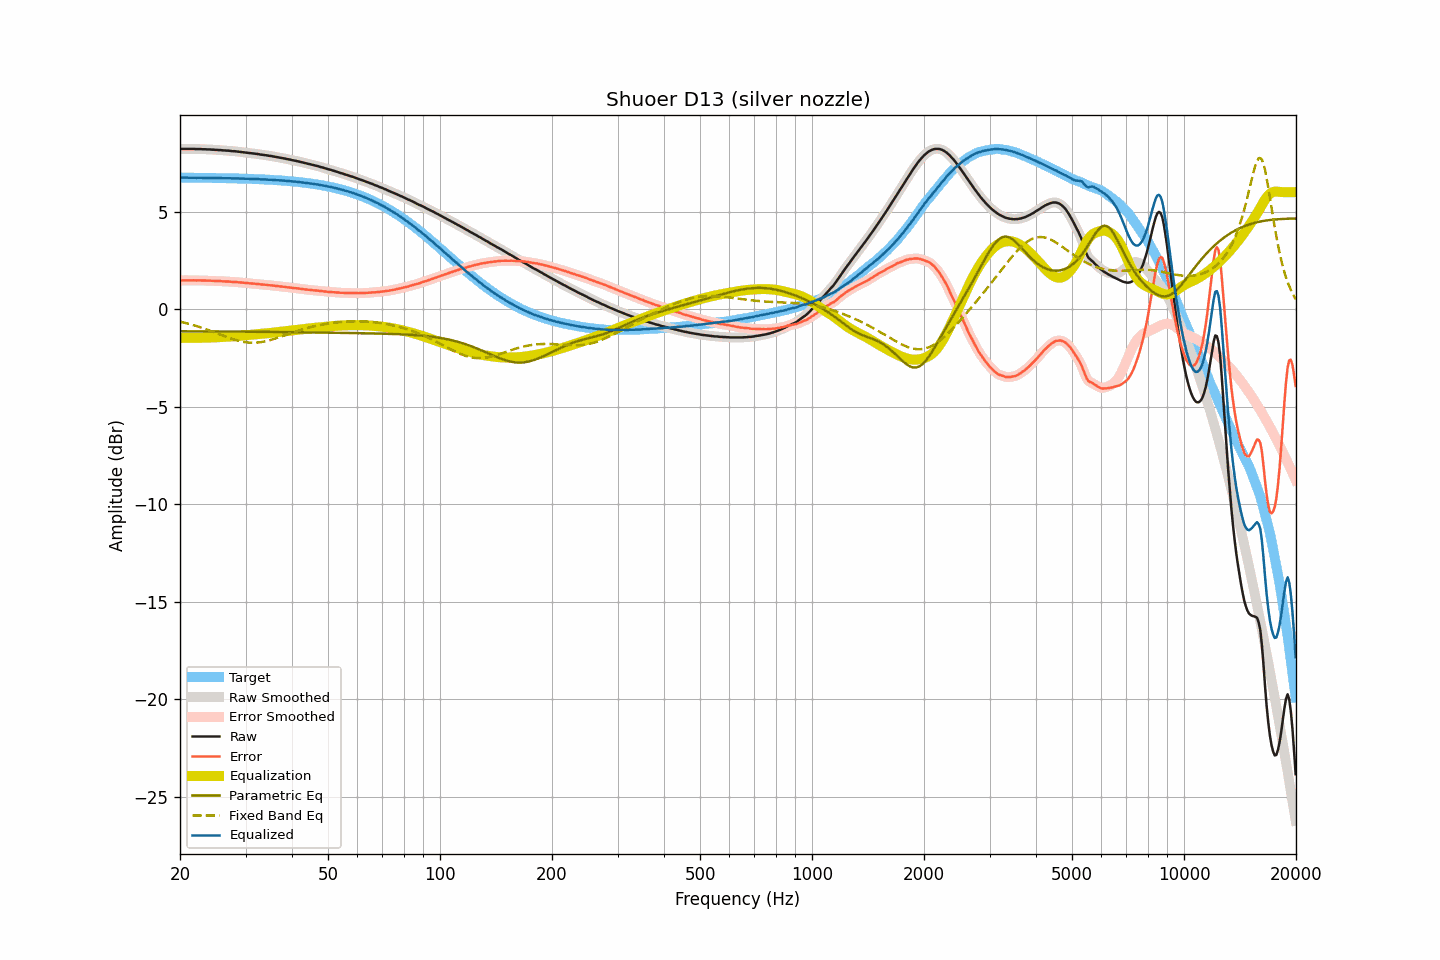 Shuoer D13 (silver nozzle)
Amplitude (dBr)
5
0
−5
−10
−15
−20
−25
Target
Raw Smoothed
Error Smoothed
Raw
Error
Equalization
Parametric Eq
Fixed Band Eq
Equalized
20 50 100 200 500 1000 2000 5000 10000 20000
Frequency (Hz)